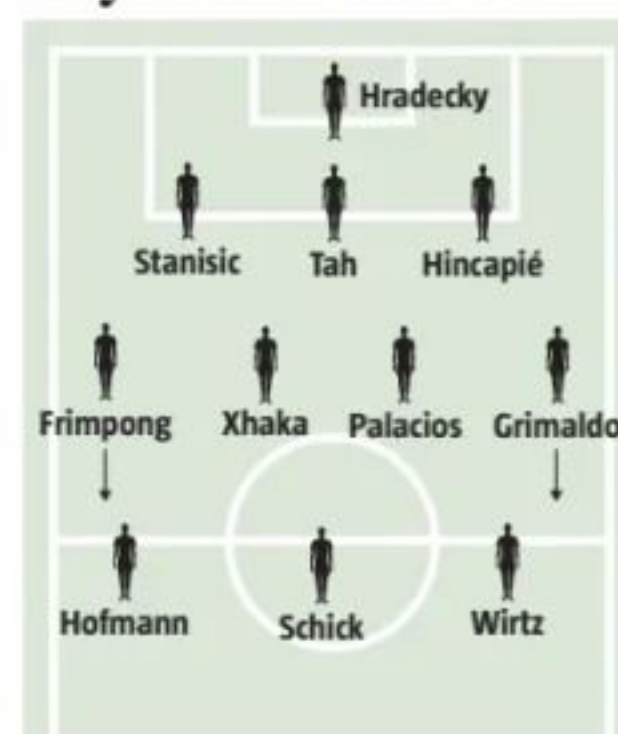 Hradecky
Stanisic Tah Hincapié
Frimpong Xhaka Palacios Grimaldo
Hofmann Schick Wirtz